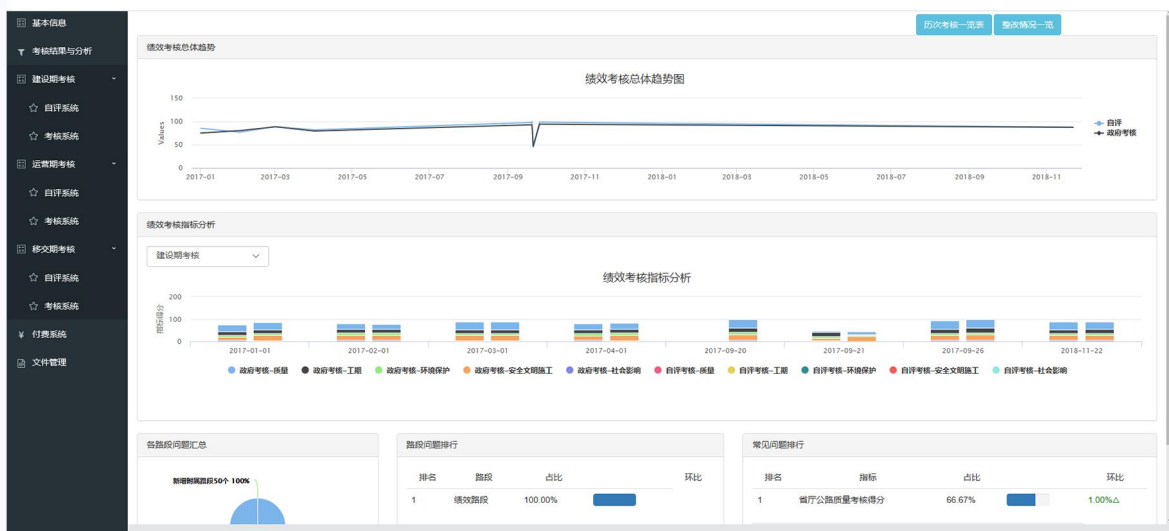 基本信息
考核结果与分析
建设期考核
自评系统
考核系统
运营期考核
自评系统
考核系统
移交期考核
自评系统
考核系统
付费系统
文件管理
历次考核一览表 整改情况一览
绩效考核总体趋势
绩效考核总体趋势图
Values
150
100
50
0
2017-01 2017-03 2017-05 2017-07 2017-09 2017-11 2018-01 2018-03 2018-05 2018-07 2018-09 2018-11
自评
政府考核
绩效考核指标分析
建设期考核
绩效考核指标分析
指标得分
200
100
0
2017-01-01 2017-02-01 2017-03-01 2017-04-01 2017-09-20 2017-09-21 2017-09-26 2018-11-22
政府考核-质量 政府考核-工期 政府考核-环境保护 政府考核-安全文明施工 政府考核-社会影响 自评考核-质量 自评考核-工期 自评考核-环境保护 自评考核-安全文明施工 自评考核-社会影响
各路段问题汇总
新增附属路段50个 100%
路段问题排行
排名 路段 占比 环比
1 绩效路段 100.00%
常见问题排行
排名 指标 占比 环比
1 省厅公路质量考核得分 66.67% 1.00%△